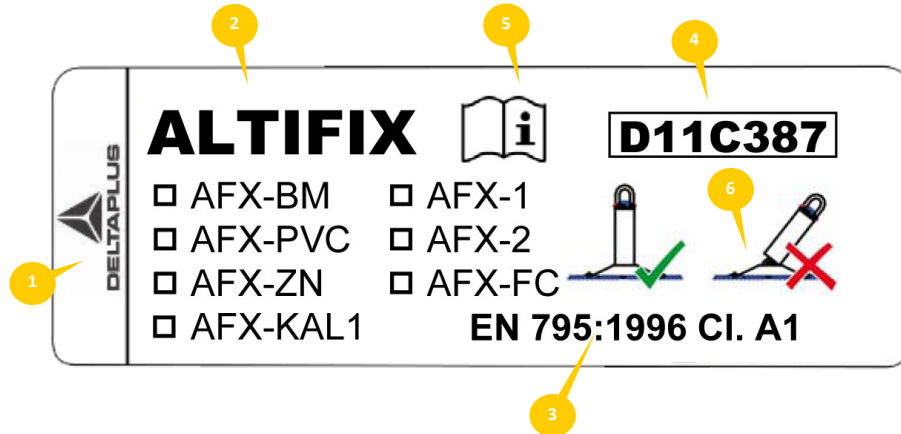 2
5
4
ALTIFIX
i
D11C387
DELTAPLUS
6
AFX-BM
AFX-1
AFX-PVC
AFX-2
1
AFX-ZN
AFX-FC
AFX-KAL1
EN 795:1996 Cl. A1
3